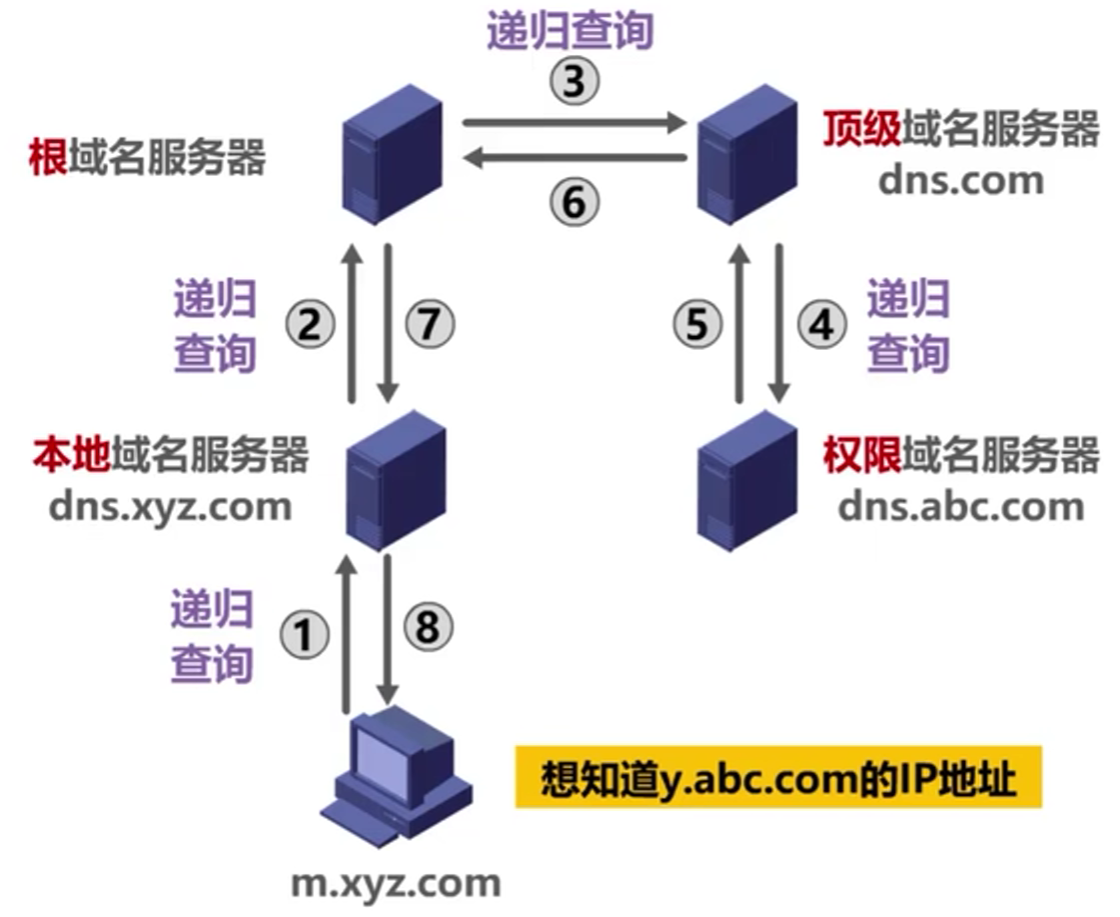 递归查询
③
根域名服务器
顶级域名服务器
dns.com
⑥
递归
查询
②
⑦
⑤
④
递归
查询
本地域名服务器
dns.xyz.com
权限域名服务器
dns.abc.com
递归
查询
①
⑧
想知道y.abc.com的IP地址
m.xyz.com